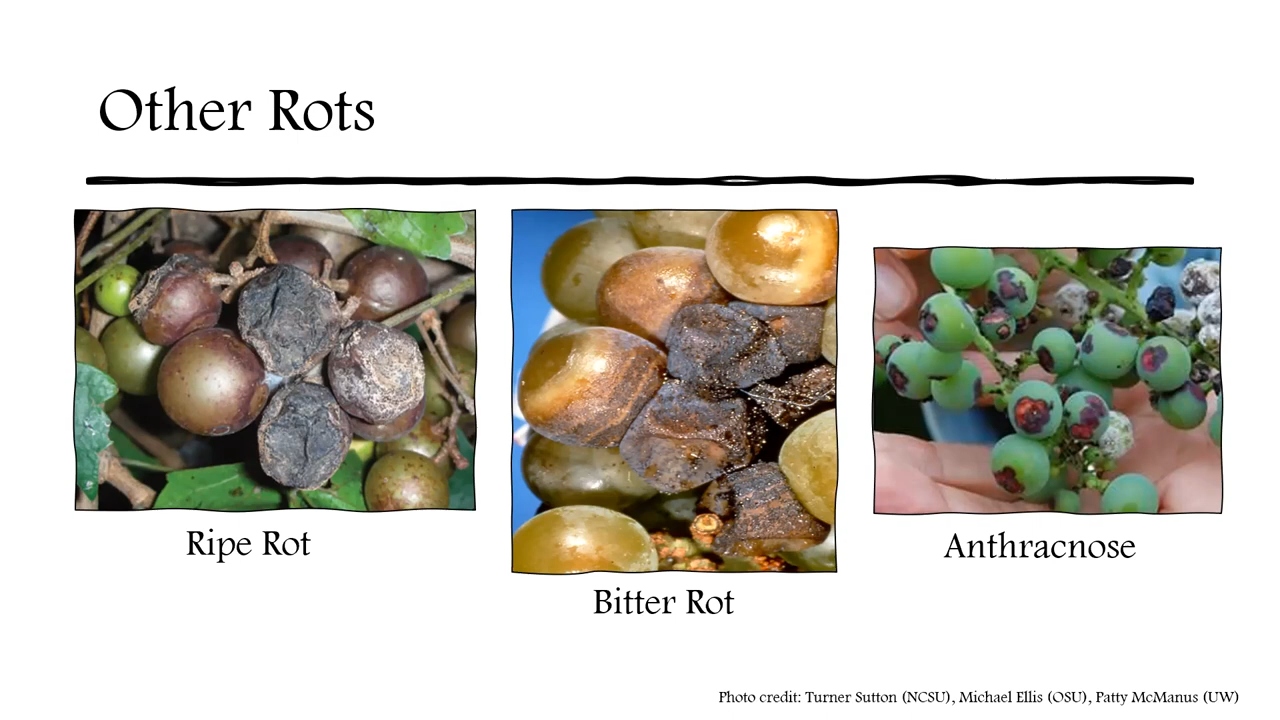 Other Rots
Ripe Rot
Bitter Rot
Anthracnose
Photo credit: Turner Sutton (NCSU), Michael Ellis (OSU), Patty McManus (UW)